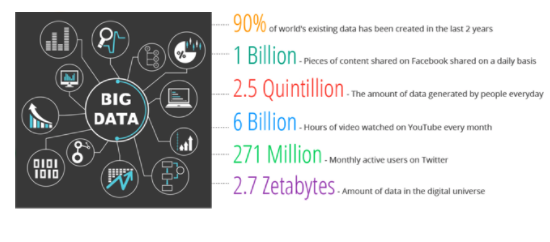 BIG
DATA
0101
1010
90% of world's existing data has been created in the last 2 years
1 Billion - Pieces of content shared on Facebook shared on a daily basis
2.5 Quintillion - The amount of data generated by people everyday
6 Billion - Hours of video watched on YouTube every month
271 Million - Monthly active users on Twitter
2.7 Zetabytes - Amount of data in the digital universe